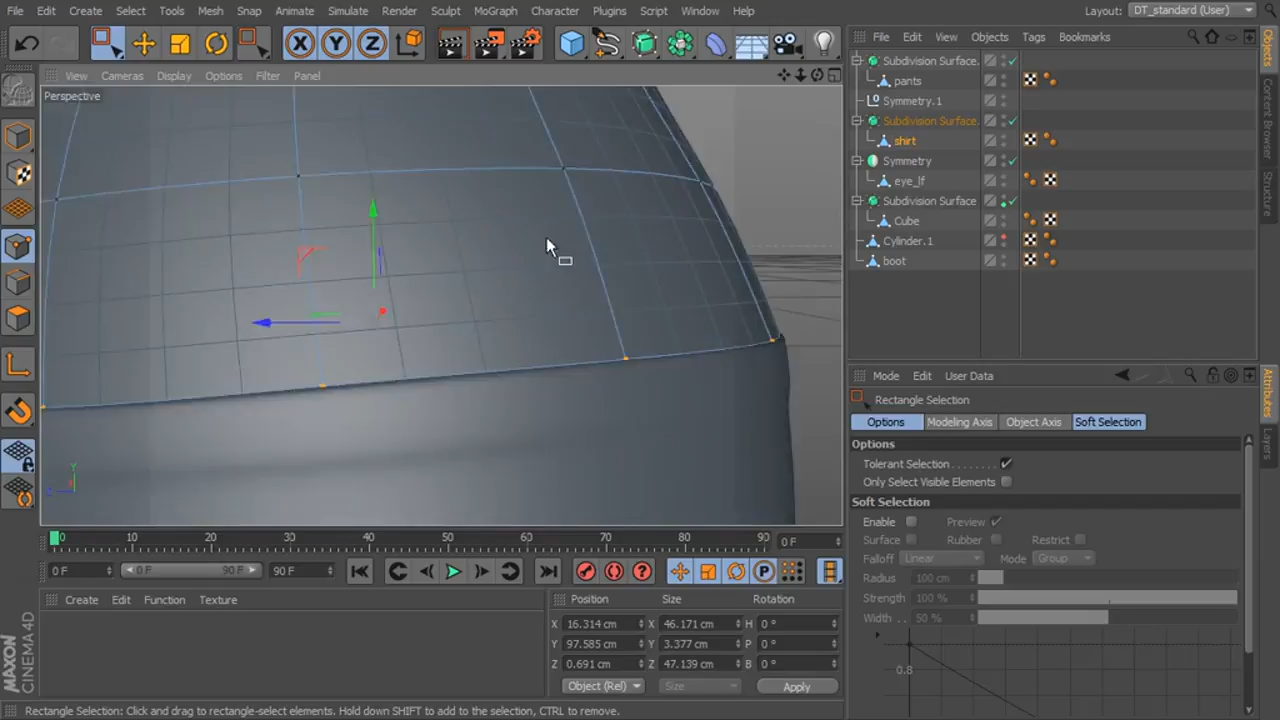 File Edit Create Select Tools Mesh Snap Animate Simulate Render Sculpt MoGraph Character Plugins Script Window Help Layout: DT_standard (User)
X Y Z
View Cameras Display Options Filter Panel
File Edit View Objects Tags Bookmarks
Perspective
Subdivision Surface.
pants
Symmetry.1
Subdivision Surface.
shirt
Symmetry
eye_lf
Subdivision Surface
Cube
Cylinder.1
boot
Objects
Content Browser
Structure
Mode Edit User Data
Rectangle Selection
Options Modeling Axis Object Axis Soft Selection
Options
Tolerant Selection
Only Select Visible Elements
Soft Selection
Enable Preview
Surface Rubber Restrict
Falloff Linear Mode Group
Radius 100 cm
Strength 100 %
Width . . 50 %
0.8
Attributes
Layers
Y
Z
0 10 20 30 40 50 60 70 80 90 0 F
0 F 0 F 90 F 90 F P
Create Edit Function Texture
Position Size Rotation
X 16.314 cm X 46.171 cm H 0 °
Y 97.585 cm Y 3.377 cm P 0 °
Z 0.691 cm Z 47.139 cm B 0 °
Object (Rel) Size Apply
MAXON
CINEMA4D
Rectangle Selection: Click and drag to rectangle-select elements. Hold down SHIFT to add to the selection, CTRL to remove.